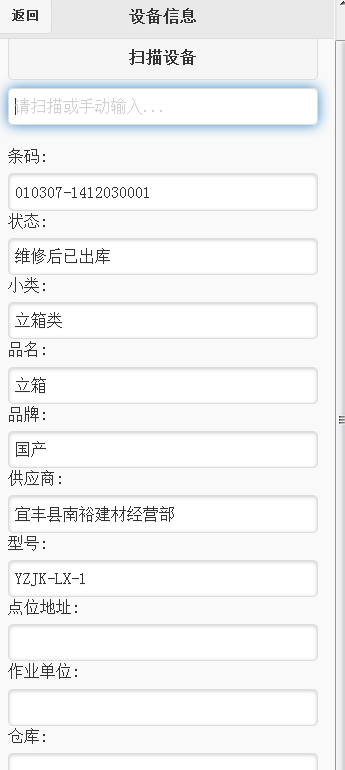 返回
设备信息
扫描设备
请扫描或手动输入...
条码:
010307-1412030001
状态:
维修后已出库
小类:
立箱类
品名:
立箱
品牌:
国产
供应商:
宜丰县南裕建材经营部
型号:
YZJK-LX-1
点位地址:
作业单位:
仓库: